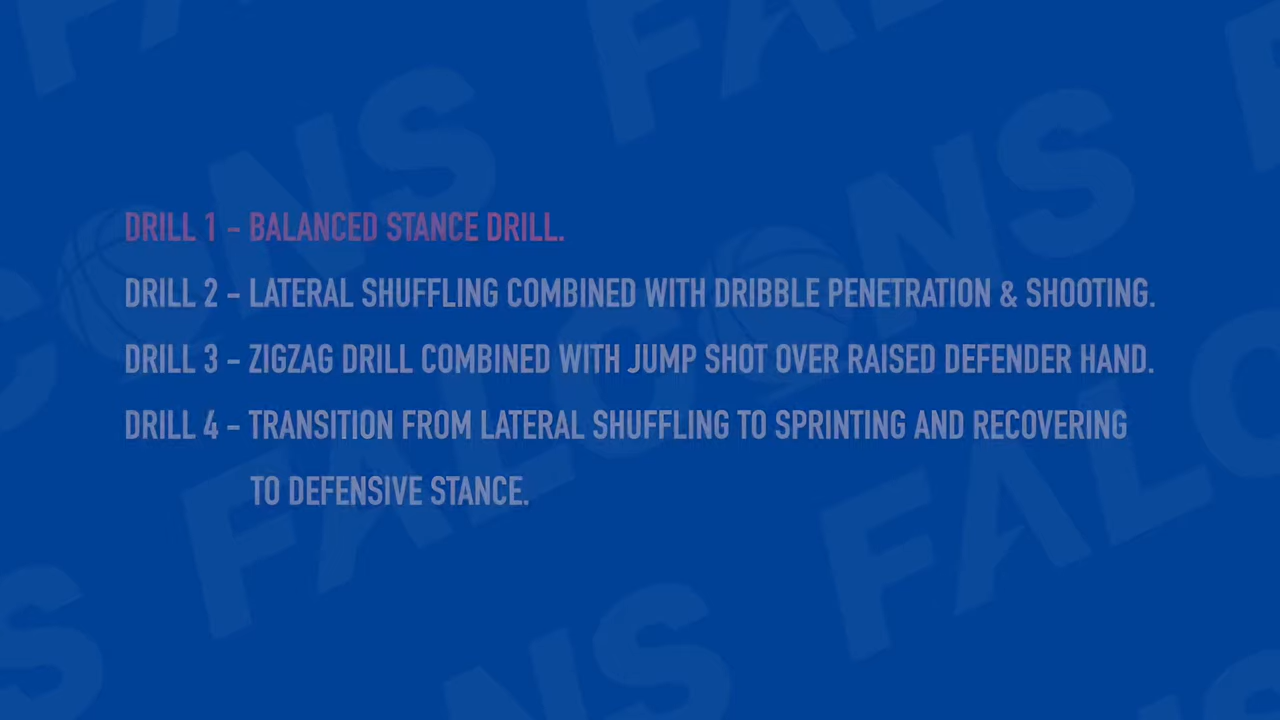 DRILL 1 - BALANCED STANCE DRILL.
DRILL 2 - LATERAL SHUFFLING COMBINED WITH DRIBBLE PENETRATION & SHOOTING.
DRILL 3 - ZIGZAG DRILL COMBINED WITH JUMP SHOT OVER RAISED DEFENDER HAND.
DRILL 4 - TRANSITION FROM LATERAL SHUFFLING TO SPRINTING AND RECOVERING
TO DEFENSIVE STANCE.
FALCONS
FALCONS